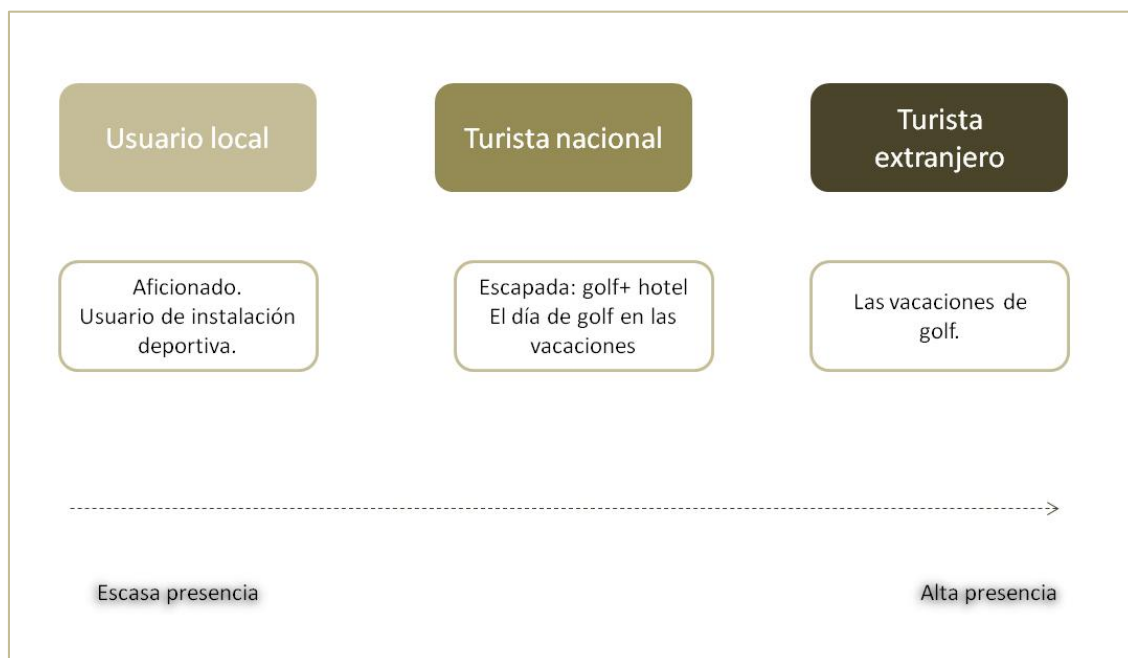 Usuario local
Turista nacional
Turista
extranjero
Aficionado.
Usuario de instalación
deportiva.
Escapada: golf+ hotel
El día de golf en las
vacaciones
Las vacaciones de
golf.
Escasa presencia
Alta presencia